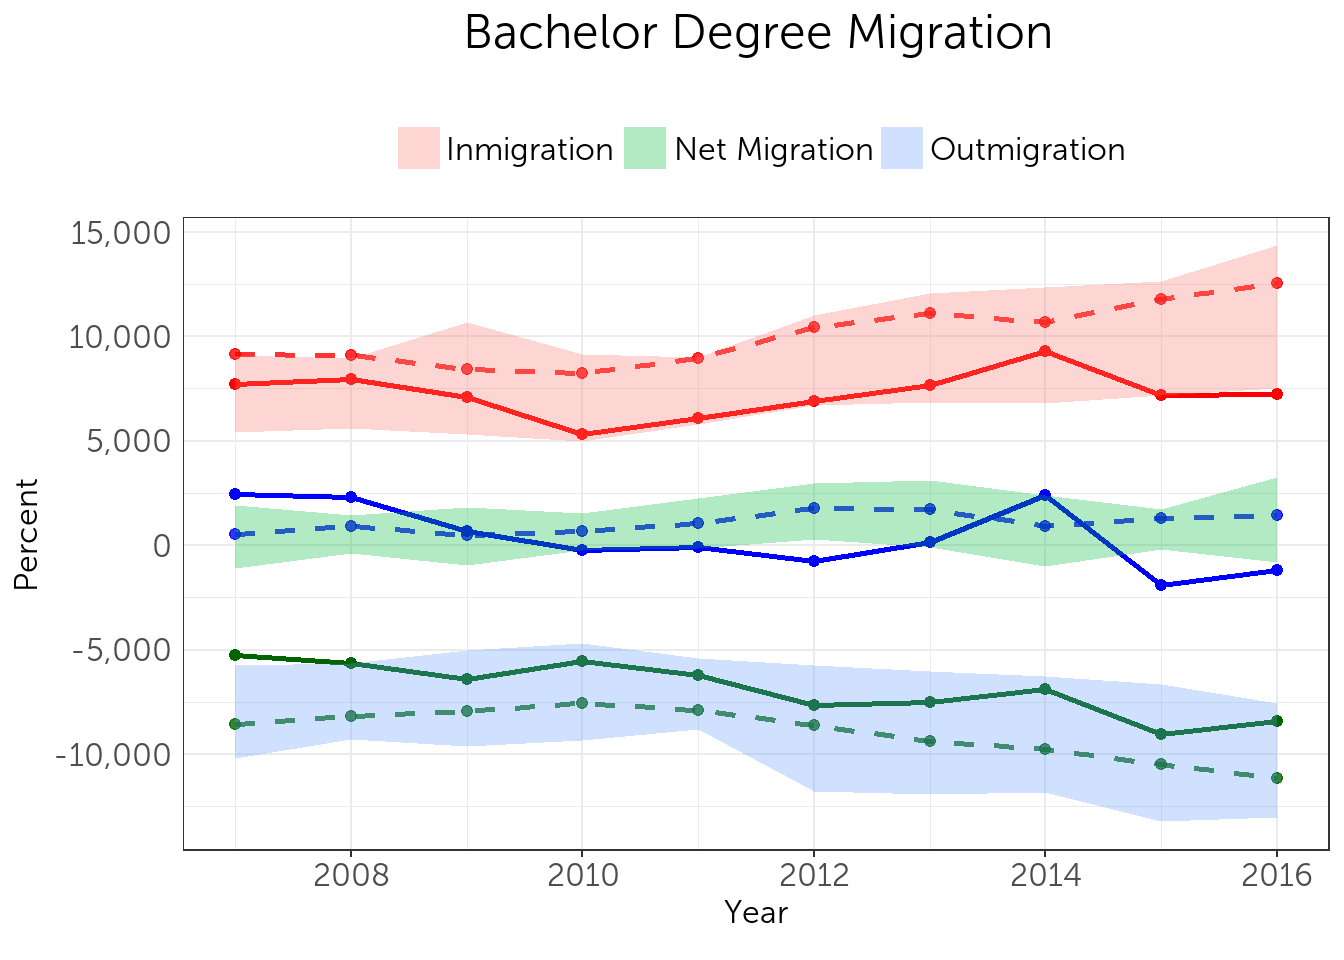 Bachelor Degree Migration
Inmigration Net Migration Outmigration
15,000
10,000
5,000
0
-5,000
-10,000
Percent
2008 2010 2012 2014 2016
Year